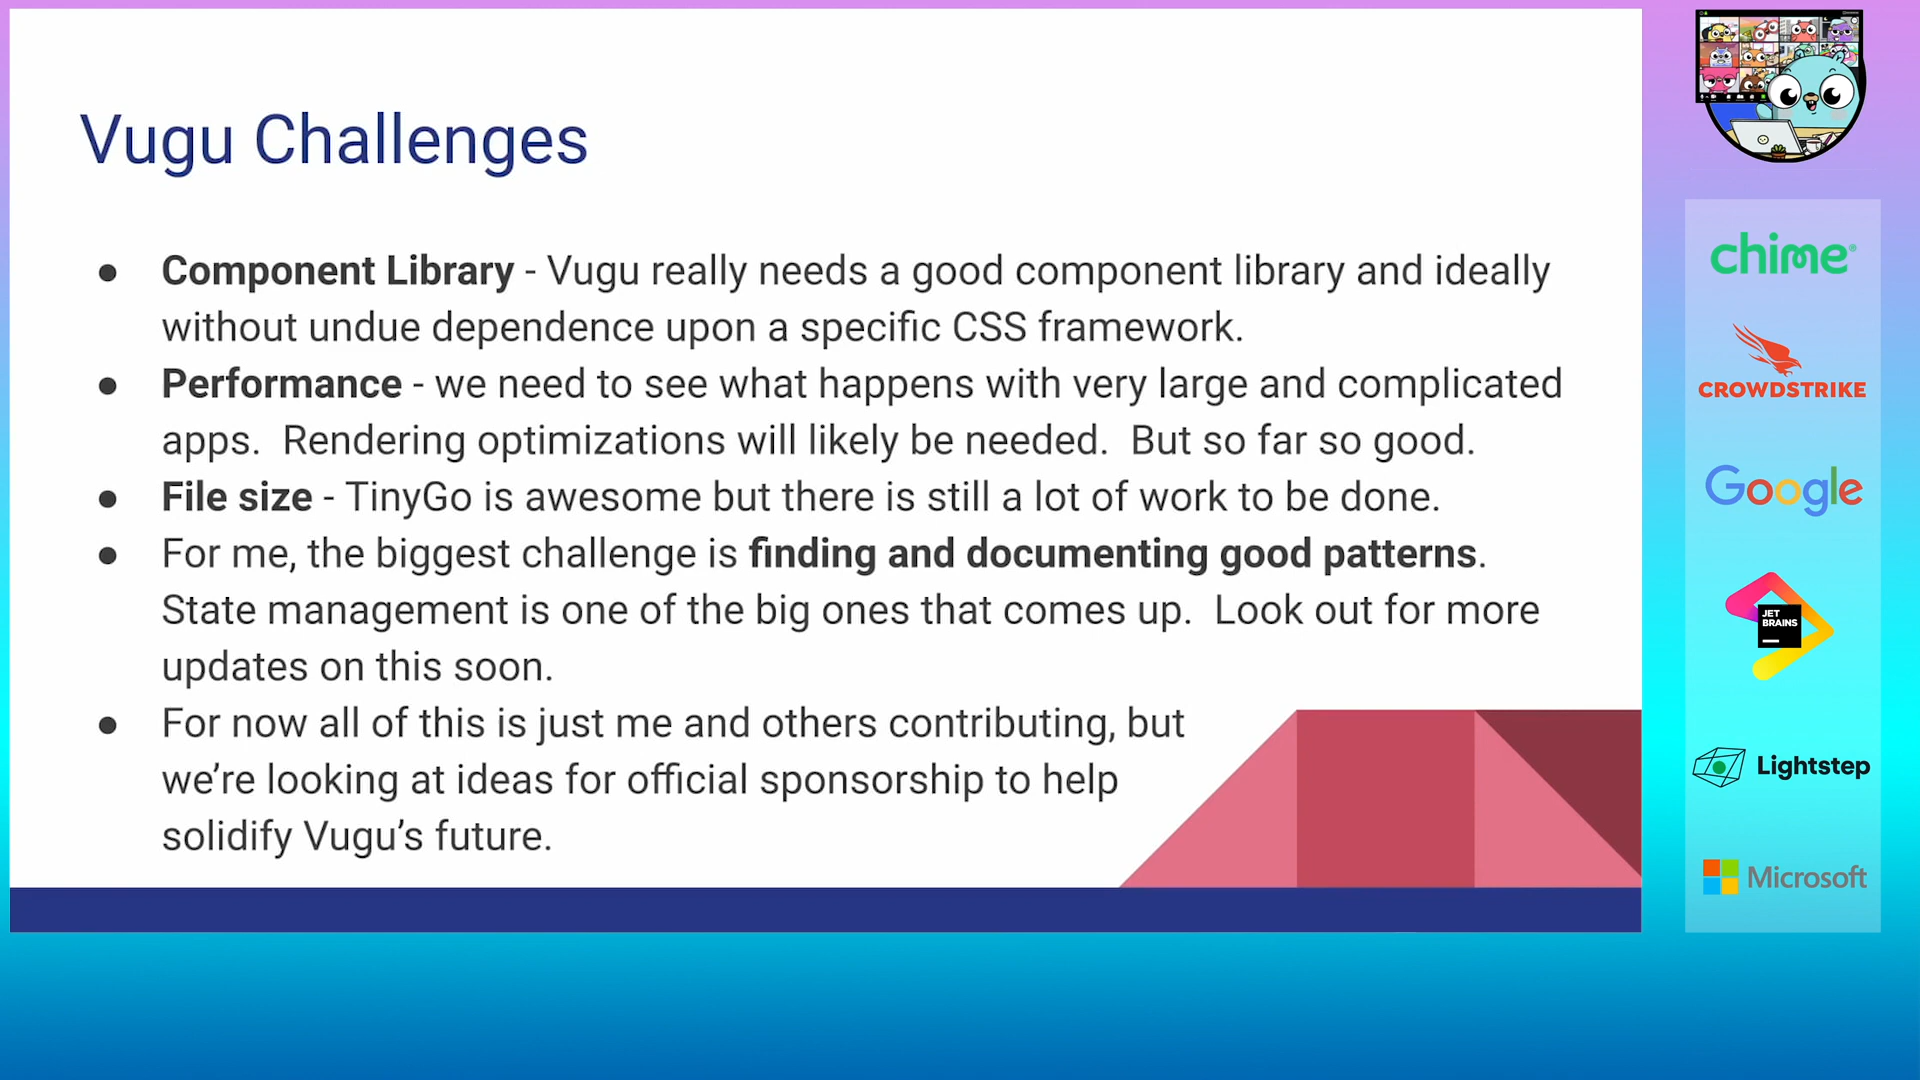 Vugu Challenges
● Component Library - Vugu really needs a good component library and ideally
without undue dependence upon a specific CSS framework.
● Performance - we need to see what happens with very large and complicated
apps.  Rendering optimizations will likely be needed.  But so far so good.
● File size - TinyGo is awesome but there is still a lot of work to be done.
● For me, the biggest challenge is finding and documenting good patterns.
State management is one of the big ones that comes up.  Look out for more
updates on this soon.
● For now all of this is just me and others contributing, but
we’re looking at ideas for official sponsorship to help
solidify Vugu’s future.
chime®
CROWDSTRIKE
Google
JET
BRAINS
Lightstep
Microsoft